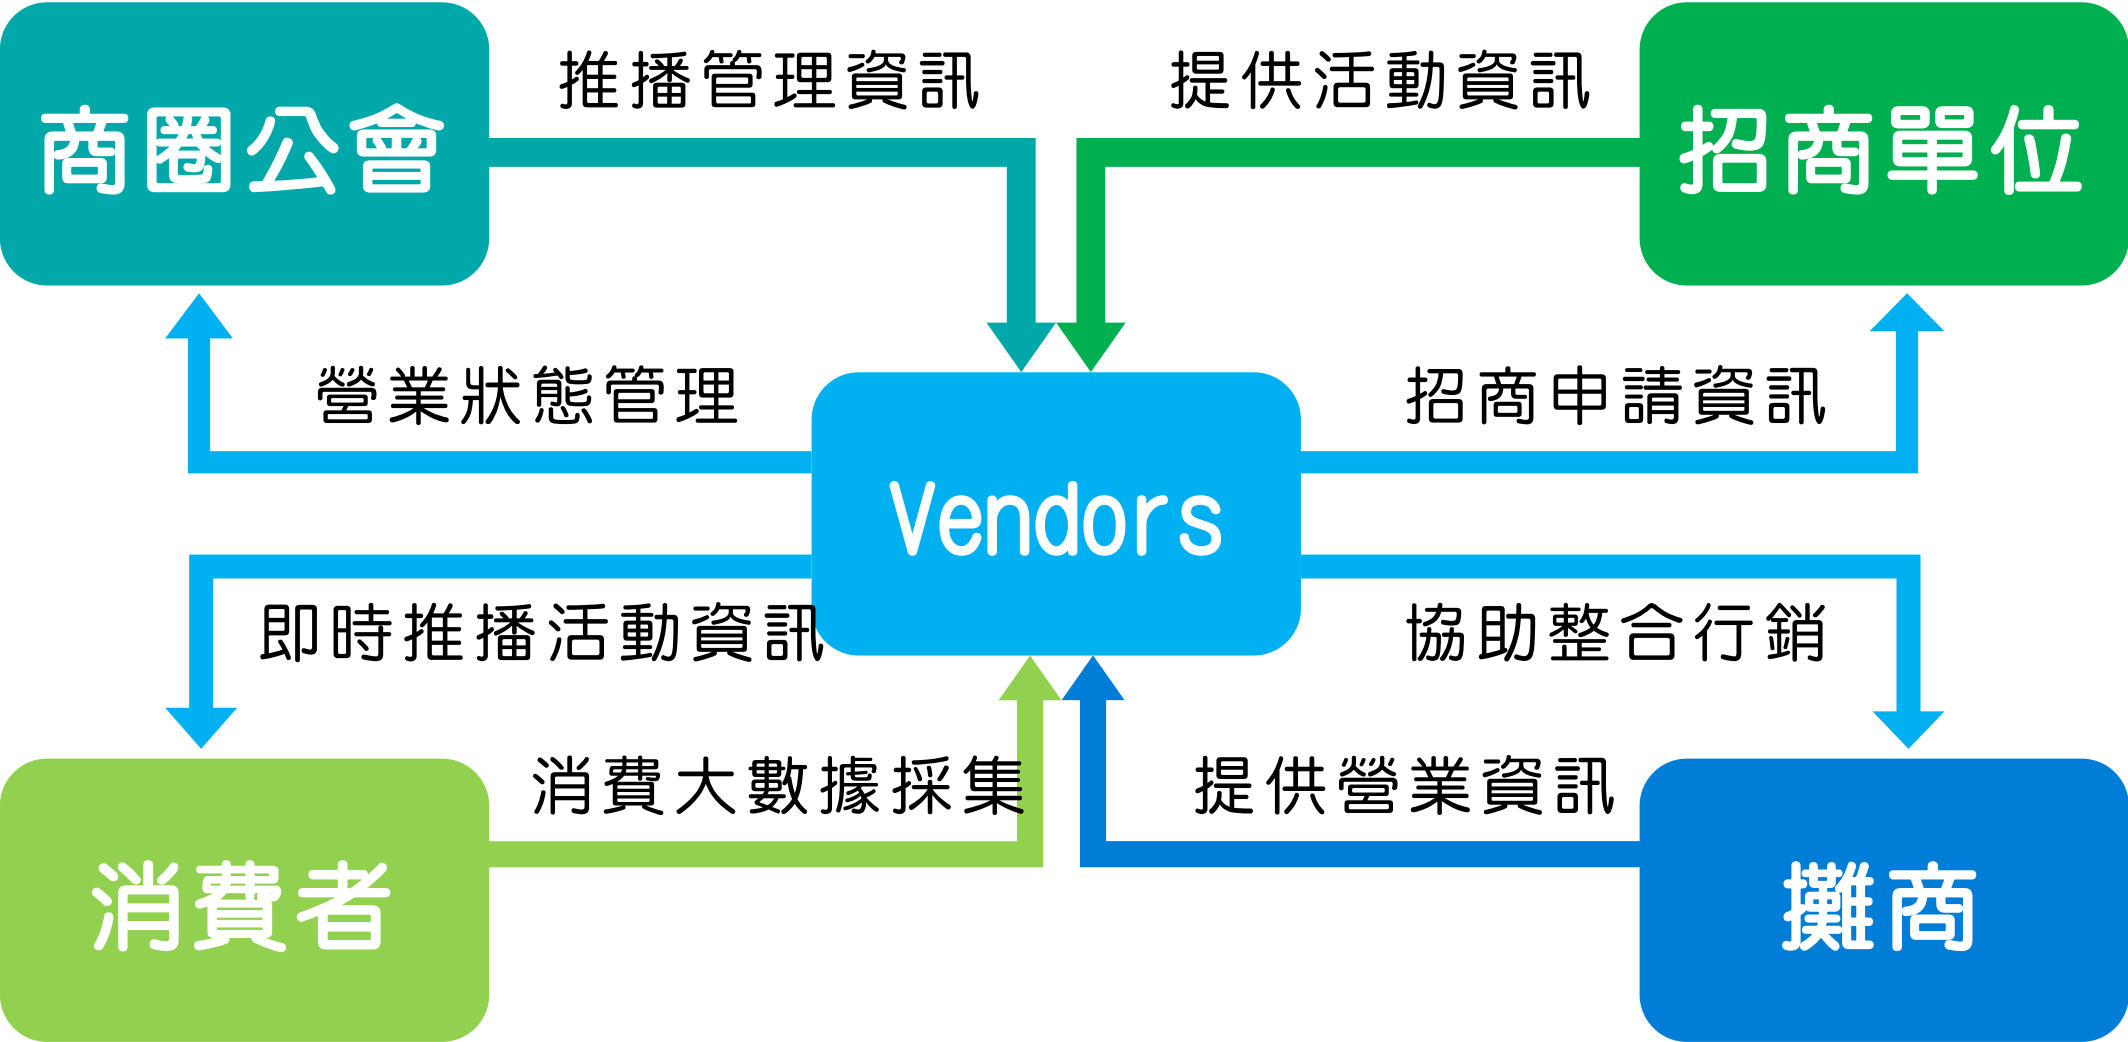 推播管理資訊
提供活動資訊
商圈公會
招商單位
營業狀態管理
招商申請資訊
Vendors
即時推播活動資訊
協助整合行銷
消費大數據採集
提供營業資訊
消費者
攤商